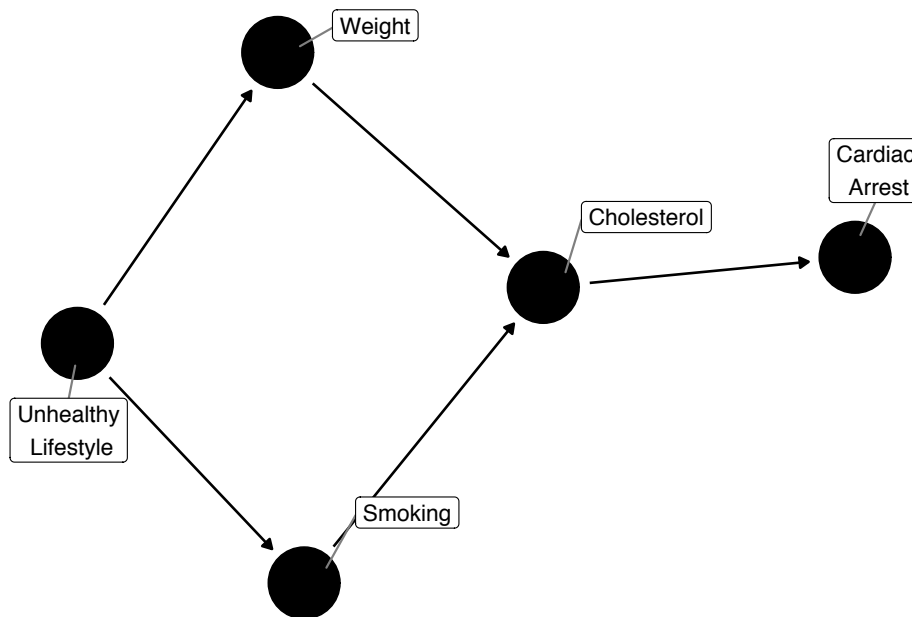 Weight
Cardiac
Arrest
Cholesterol
Unhealthy
Lifestyle
Smoking